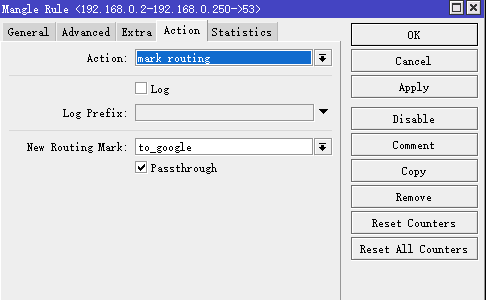 Mangle Rule <192.168.0.2-192.168.0.250->53>
General Advanced Extra Action Statistics
Action: mark routing
Log
Log Prefix:
New Routing Mark: to_google
Passthrough
OK
Cancel
Apply
Disable
Comment
Copy
Remove
Reset Counters
Reset All Counters